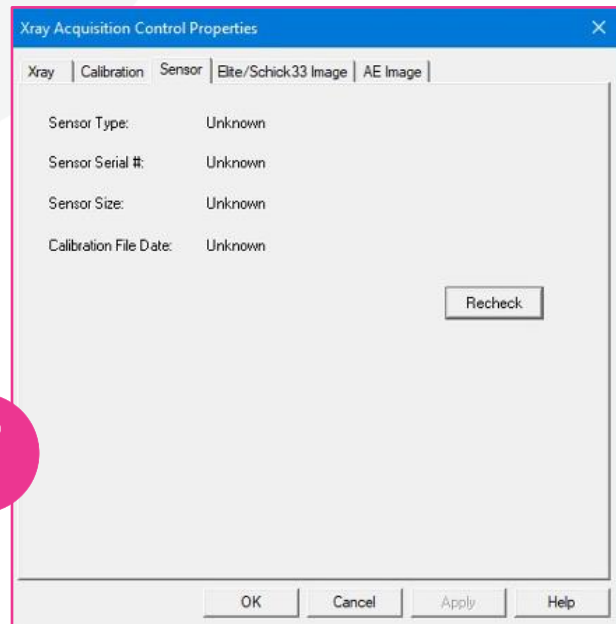 Xray Acquisition Control Properties
Xray Calibration Sensor Elite/Schick33 Image AE Image
Sensor Type: Unknown
Sensor Serial #: Unknown
Sensor Size: Unknown
Calibration File Date: Unknown
Recheck
OK Cancel Apply Help